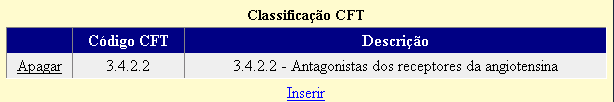 Classificação CFT
Código CFT Descrição
Apagar 3.4.2.2 3.4.2.2 - Antagonistas dos receptores da angiotensina
Inserir